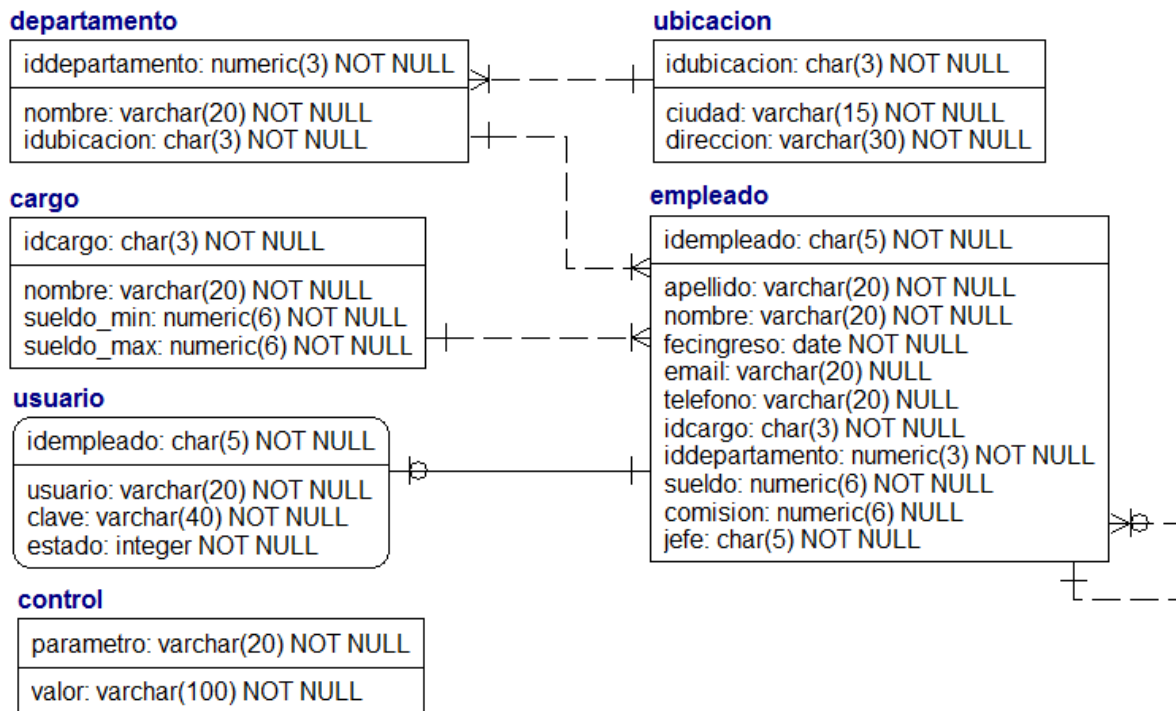 departamento
iddepartamento: numeric(3) NOT NULL
nombre: varchar(20) NOT NULL
idubicacion: char(3) NOT NULL
ubicacion
idubicacion: char(3) NOT NULL
ciudad: varchar(15) NOT NULL
direccion: varchar(30) NOT NULL
cargo
idcargo: char(3) NOT NULL
nombre: varchar(20) NOT NULL
sueldo_min: numeric(6) NOT NULL
sueldo_max: numeric(6) NOT NULL
empleado
idempleado: char(5) NOT NULL
apellido: varchar(20) NOT NULL
nombre: varchar(20) NOT NULL
fecingreso: date NOT NULL
email: varchar(20) NULL
telefono: varchar(20) NULL
idcargo: char(3) NOT NULL
iddepartamento: numeric(3) NOT NULL
sueldo: numeric(6) NOT NULL
comision: numeric(6) NULL
jefe: char(5) NOT NULL
usuario
idempleado: char(5) NOT NULL
usuario: varchar(20) NOT NULL
clave: varchar(40) NOT NULL
estado: integer NOT NULL
control
parametro: varchar(20) NOT NULL
valor: varchar(100) NOT NULL